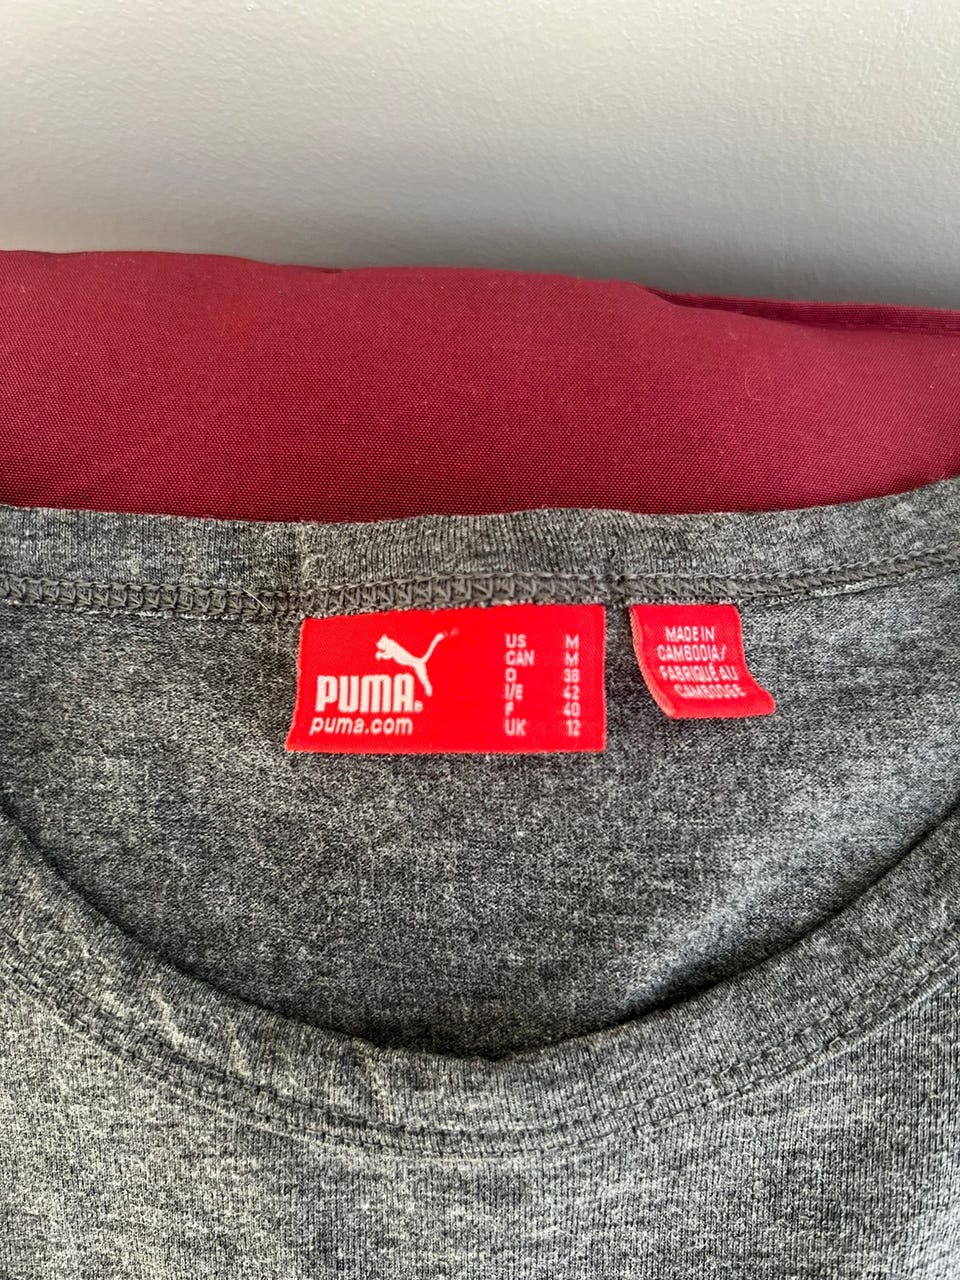 PUMA®
puma.com
US M
CAN M
D 38
I/E 42
F 40
UK 12
MADE IN
CAMBODIA/
FABRIQUÉ AU
CAMBODGE